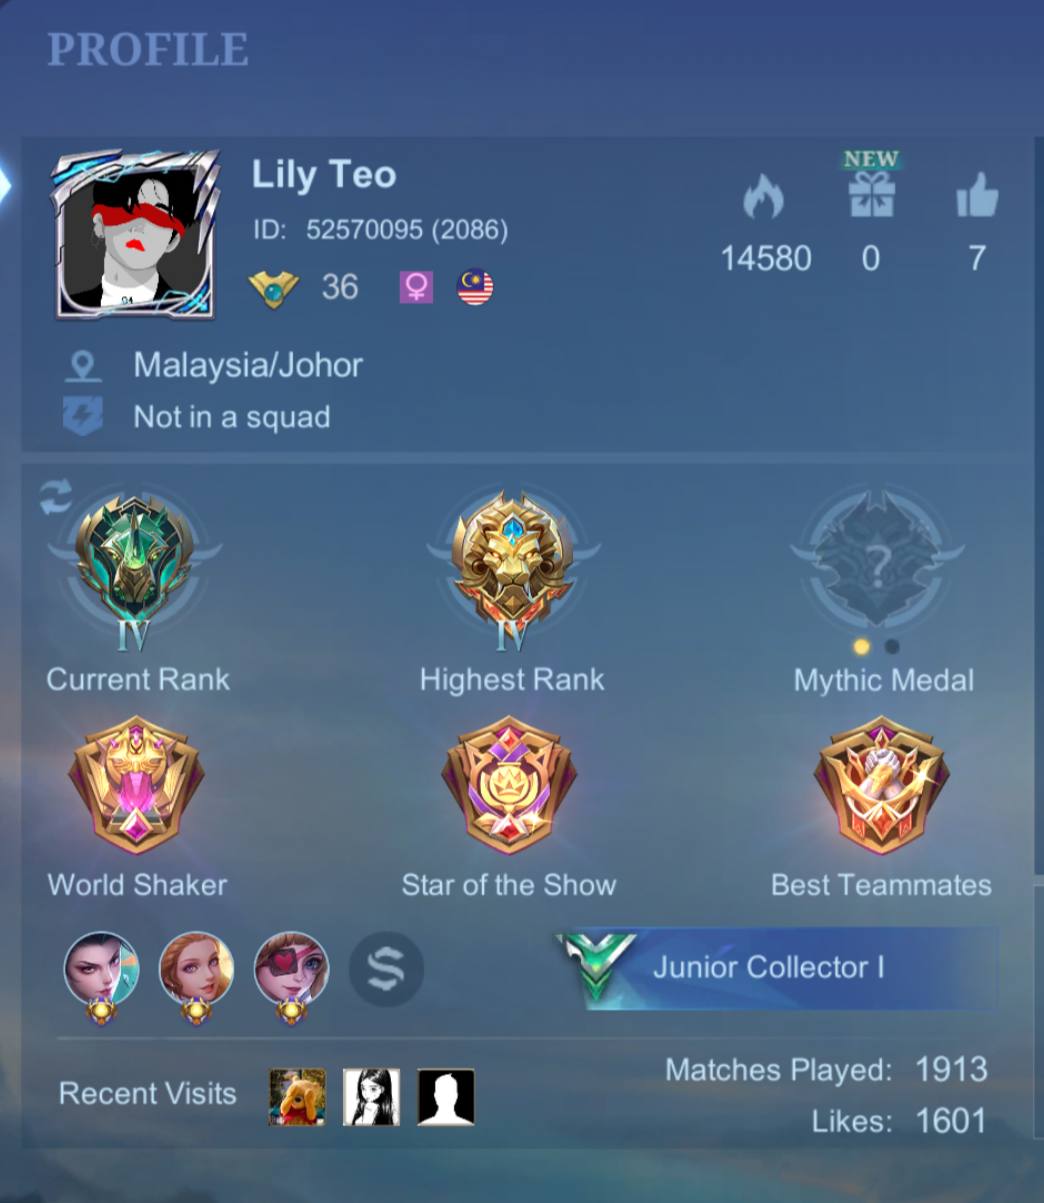 PROFILE
Lily Teo
NEW
ID: 52570095 (2086)
14580 0 7
36
Malaysia/Johor
Not in a squad
IV IV ?
Current Rank Highest Rank Mythic Medal
World Shaker Star of the Show Best Teammates
Junior Collector I
Matches Played: 1913
Recent Visits
Likes: 1601